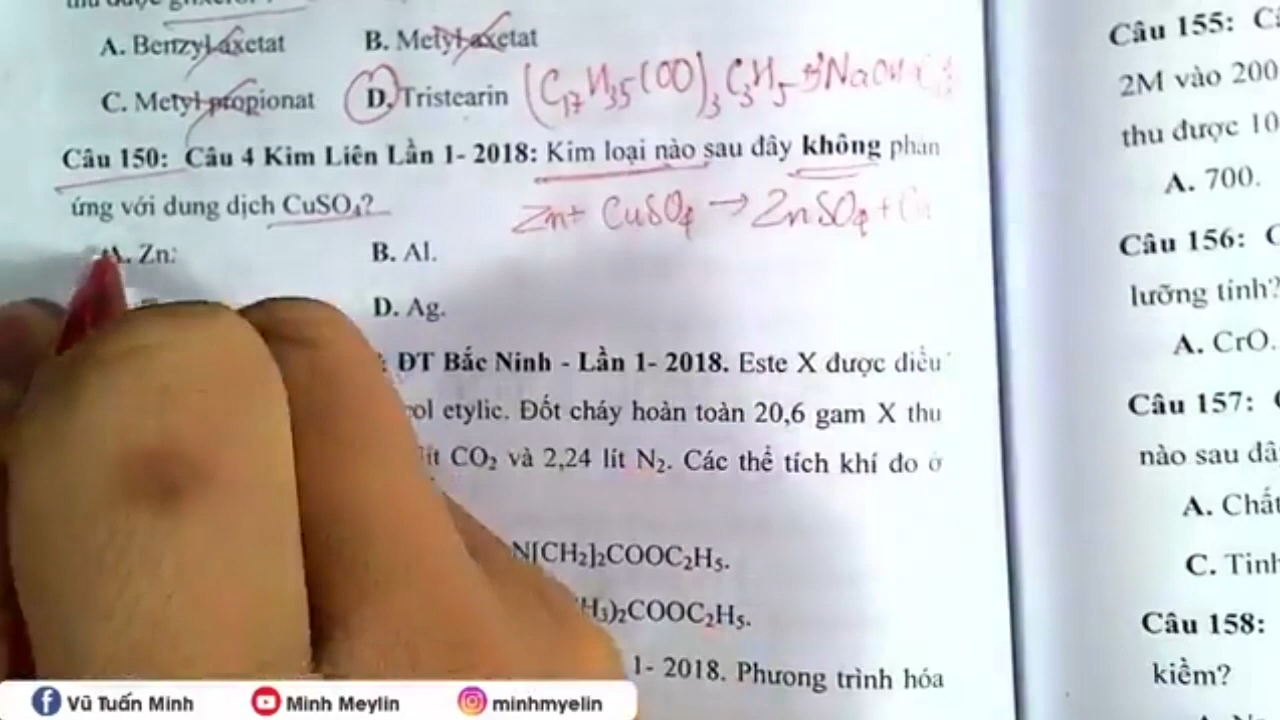 A. Benzyl axetat B. Metyl axetat
C. Metyl propionat D. Tristearin (C17H35COO)3C3H5 + 3NaOH
Câu 150: Câu 4 Kim Liên Lần 1- 2018: Kim loại nào sau đây không phản
ứng với dung dịch CuSO4?
Zn + CuSO4 → ZnSO4 + Cu
A. Zn. B. Al.
D. Ag.
ĐT Bắc Ninh - Lần 1- 2018. Este X được điều
etylic. Đốt cháy hoàn toàn 20,6 gam X thu
lít CO2 và 2,24 lít N2. Các thể tích khí đo ở
N[CH2]2COOC2H5.
H3)2COOC2H5.
1- 2018. Phương trình hóa
Câu 155:
2M vào 200
thu được 10
A. 700.
Câu 156:
lưỡng tính?
A. CrO.
Câu 157:
nào sau
A. Chất
C. Tinh
Câu 158:
kiềm?
Vũ Tuấn Minh Minh Meylin minhmyelin